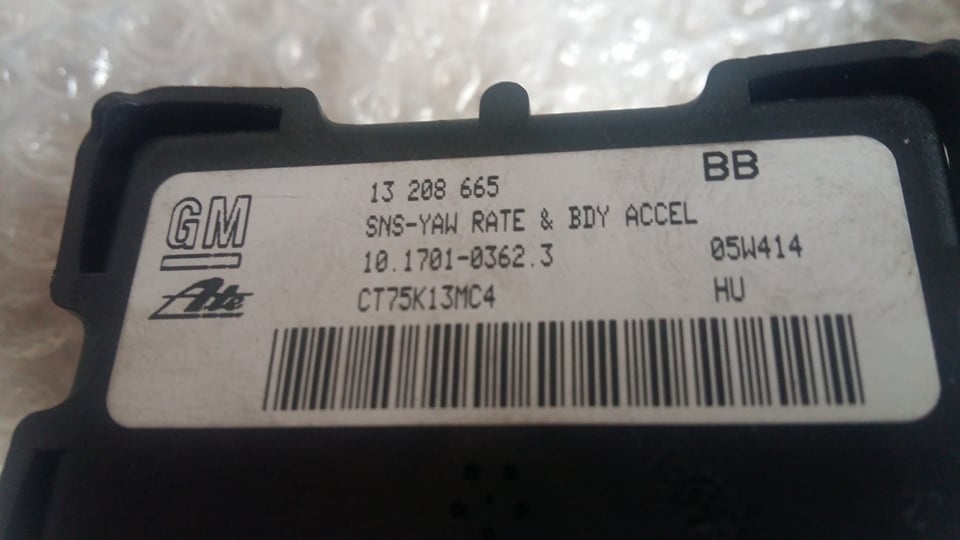 BB
13 208 665
GM
SNS-YAW RATE & BDY ACCEL
10.1701-0362.3 05W414
Ate
CT75K13MC4 HU